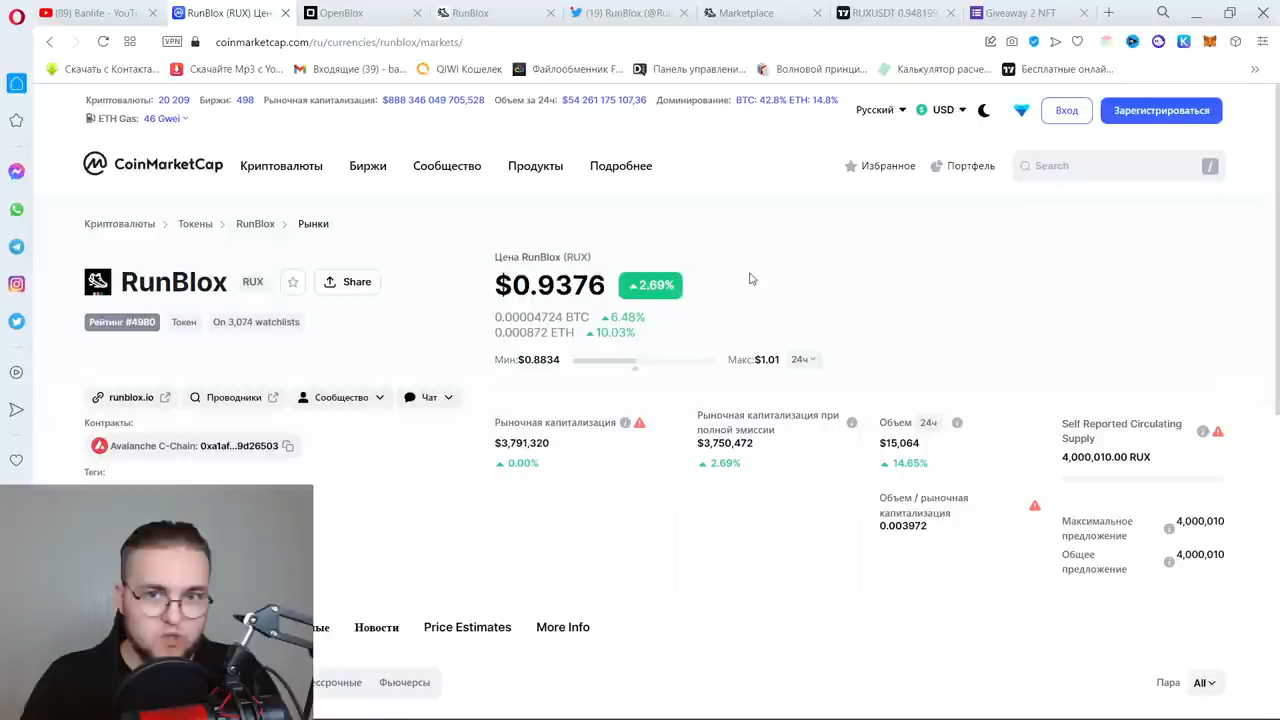 (89) Banlife - YouT
RunBlox (RUX) Цен
OpenBlox
RunBlox
(19) RunBlox (@Ru
Marketplace
RUXUSDT 0.948195
Giveaway 2 NFT
VPN
coinmarketcap.com/ru/currencies/runblox/markets/
Скачать с Контакта...
Скачайте Mp3 с Yo...
Входящие (39) - ba...
QIWI Кошелек
Файлообменник F...
Панель управлени...
Волновой принци...
Калькулятор расче...
Бесплатные онлай...
Криптовалюты: 20 209 Биржи: 498 Рыночная капитализация: $888 346 049 705,528 Объем за 24ч: $54 261 175 107,36 Доминирование: BTC: 42.8% ETH: 14.8%
ETH Gas: 46 Gwei
Русский
USD
Вход
Зарегистрироваться
CoinMarketCap
Криптовалюты
Биржи
Сообщество
Продукты
Подробнее
Избранное
Портфель
Search
/
Криптовалюты
Токены
RunBlox
Рынки
RunBlox RUX
Share
Рейтинг #4980
Токен
On 3,074 watchlists
Цена RunBlox (RUX)
$0.9376
2.69%
0.00004724 BTC 6.48%
0.000872 ETH 10.03%
Мин:$0.8834
Макс:$1.01
24ч
runblox.io
Проводники
Сообщество
Чат
Контракты:
Avalanche C-Chain: 0xa1af...9d26503
Теги:
Рыночная капитализация
$3,791,320
0.00%
Рыночная капитализация при
полной эмиссии
$3,750,472
2.69%
Объем 24ч
$15,064
14.65%
Объем / рыночная
капитализация
0.003972
Self Reported Circulating
Supply
4,000,010.00 RUX
Максимальное
предложение
4,000,010
Общее
предложение
4,000,010
ные
Новости
Price Estimates
More Info
ессрочные
Фьючерсы
Пара
All